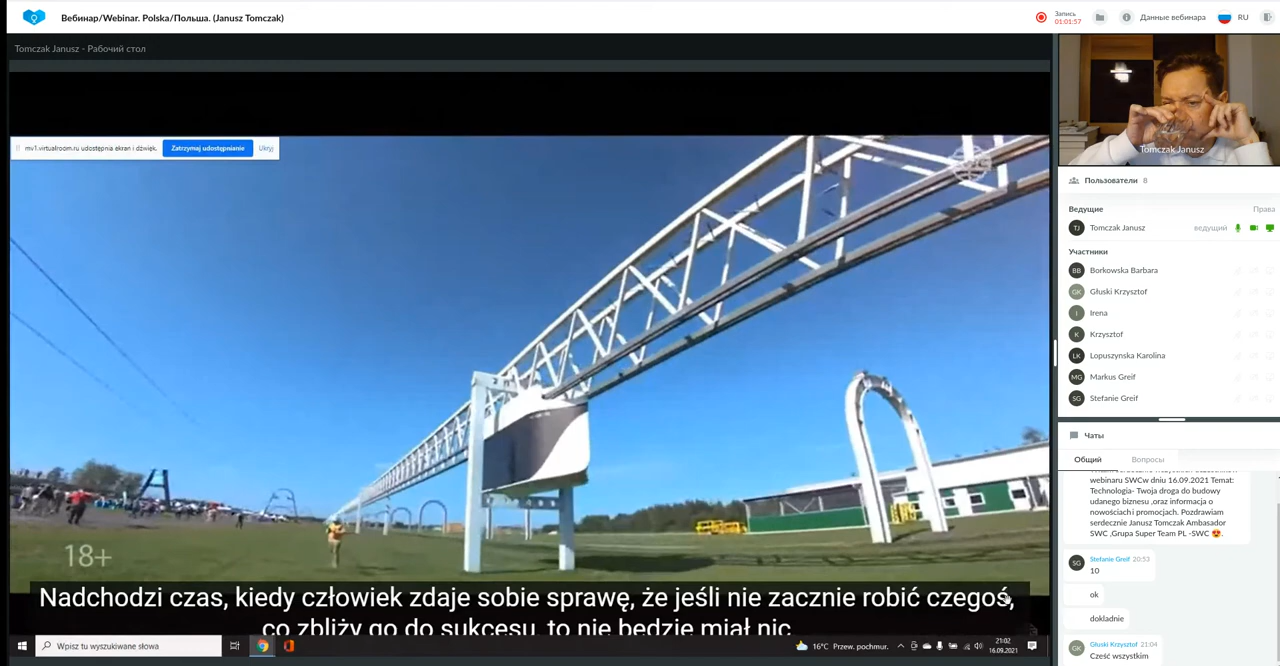 Вебинар/Webinar. Polska/Польша. (Janusz Tomczak)
Запись
01:01:57
Данные вебинара
RU
Tomczak Janusz - Рабочий стол
mv1.virtualroom.ru udostępnia ekran i dźwięk.
Zatrzymaj udostępnianie
Ukryj
18+
Nadchodzi czas, kiedy człowiek zdaje sobie sprawę, że jeśli nie zacznie robić czegoś,
co zbliży go do sukcesu, to nie będzie miał nic
Wpisz tu wyszukiwane słowa
16°C Przew. pochmur.
21:02
16.09.2021
Tomczak Janusz
Пользователи 8
Ведущие Права
TJ Tomczak Janusz ведущий
Участники
BB Borkowska Barbara
GK Głuski Krzysztof
I Irena
K Krzysztof
LK Lopuszynska Karolina
MG Markus Greif
SG Stefanie Greif
Чаты
Общий Вопросы
webinaru SWCw dniu 16.09.2021 Temat:
Technologia- Twoja droga do budowy
udanego biznesu ,oraz informacja o
nowościach i promocjach. Pozdrawiam
serdecznie Janusz Tomczak Ambasador
SWC ,Grupa Super Team PL -SWC 😍.
SG Stefanie Greif 20:53
10
ok
dokladnie
GK Głuski Krzysztof 21:04
Cześć wszystkim